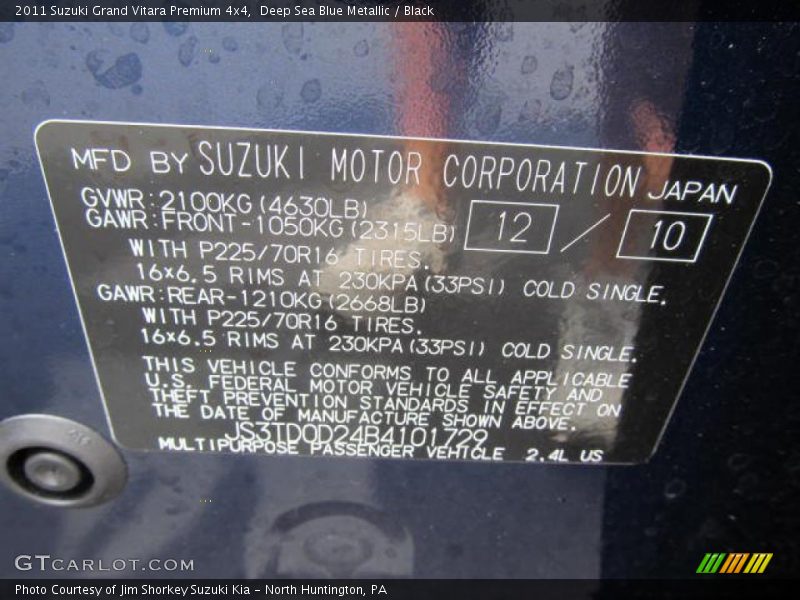 2011 Suzuki Grand Vitara Premium 4x4,  Deep Sea Blue Metallic / Black
MFD BY SUZUKI MOTOR CORPORATION JAPAN
GVWR:2100KG(4630LB)
12 / 10
GAWR:FRONT-1050KG(2315LB)
WITH P225/70R16 TIRES.
16x6.5 RIMS AT 230KPA(33PSI) COLD SINGLE.
GAWR:REAR-1210KG(2668LB)
WITH P225/70R16 TIRES.
16x6.5 RIMS AT 230KPA(33PSI) COLD SINGLE.
THIS VEHICLE CONFORMS TO ALL APPLICABLE
U.S. FEDERAL MOTOR VEHICLE SAFETY AND
THEFT PREVENTION STANDARDS IN EFFECT ON
THE DATE OF MANUFACTURE SHOWN ABOVE.
JS3TD0D24B4101729
MULTIPURPOSE PASSENGER VEHICLE 2.4L US
GTCARLOT.COM
Photo Courtesy of Jim Shorkey Suzuki Kia - North Huntington, PA